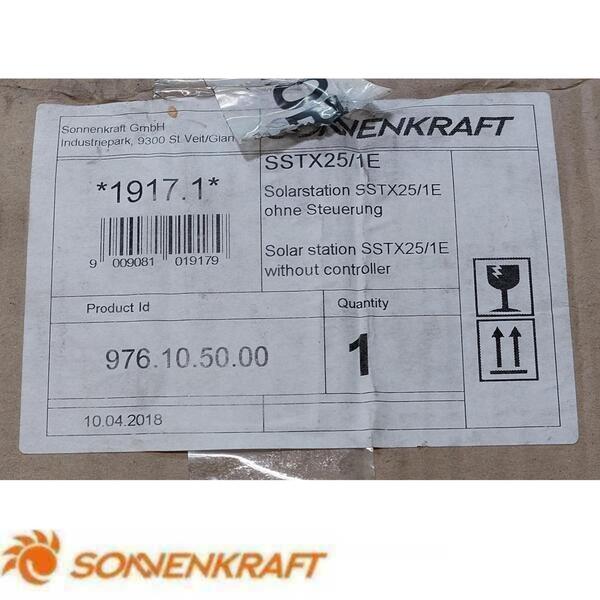 Sonnenkraft GmbH
Industriepark, 9300 St.Veit/Glan
SONNENKRAFT
*1917.1*
9 009081 019179
SSTX25/1E
Solarstation SSTX25/1E
ohne Steuerung
Solar station SSTX25/1E
without controller
Product Id
Quantity
976.10.50.00
1
10.04.2018
SONNENKRAFT